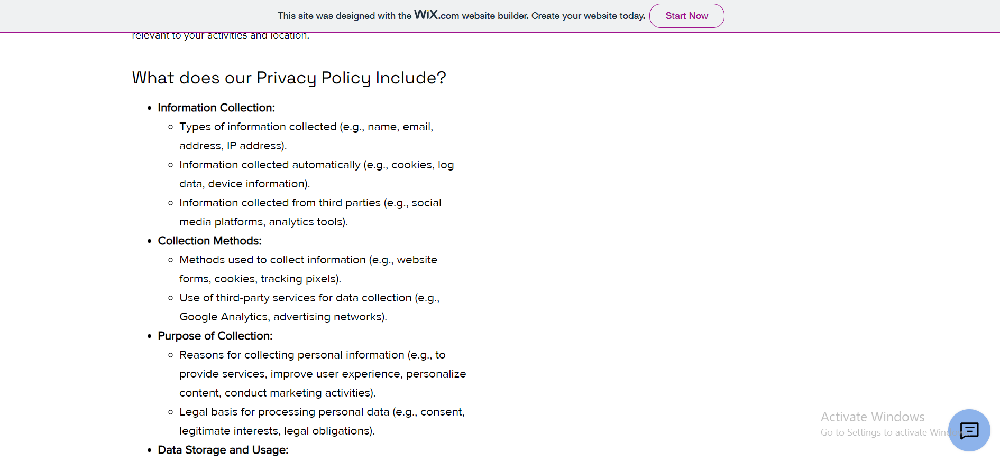 This site was designed with the WiX.com website builder. Create your website today. Start Now
relevant to your activities and location.
What does our Privacy Policy Include?
• Information Collection:
◦ Types of information collected (e.g., name, email,
address, IP address).
◦ Information collected automatically (e.g., cookies, log
data, device information).
◦ Information collected from third parties (e.g., social
media platforms, analytics tools).
• Collection Methods:
◦ Methods used to collect information (e.g., website
forms, cookies, tracking pixels).
◦ Use of third-party services for data collection (e.g.,
Google Analytics, advertising networks).
• Purpose of Collection:
◦ Reasons for collecting personal information (e.g., to
provide services, improve user experience, personalize
content, conduct marketing activities).
◦ Legal basis for processing personal data (e.g., consent,
legitimate interests, legal obligations).
• Data Storage and Usage:
Activate Windows
Go to Settings to activate